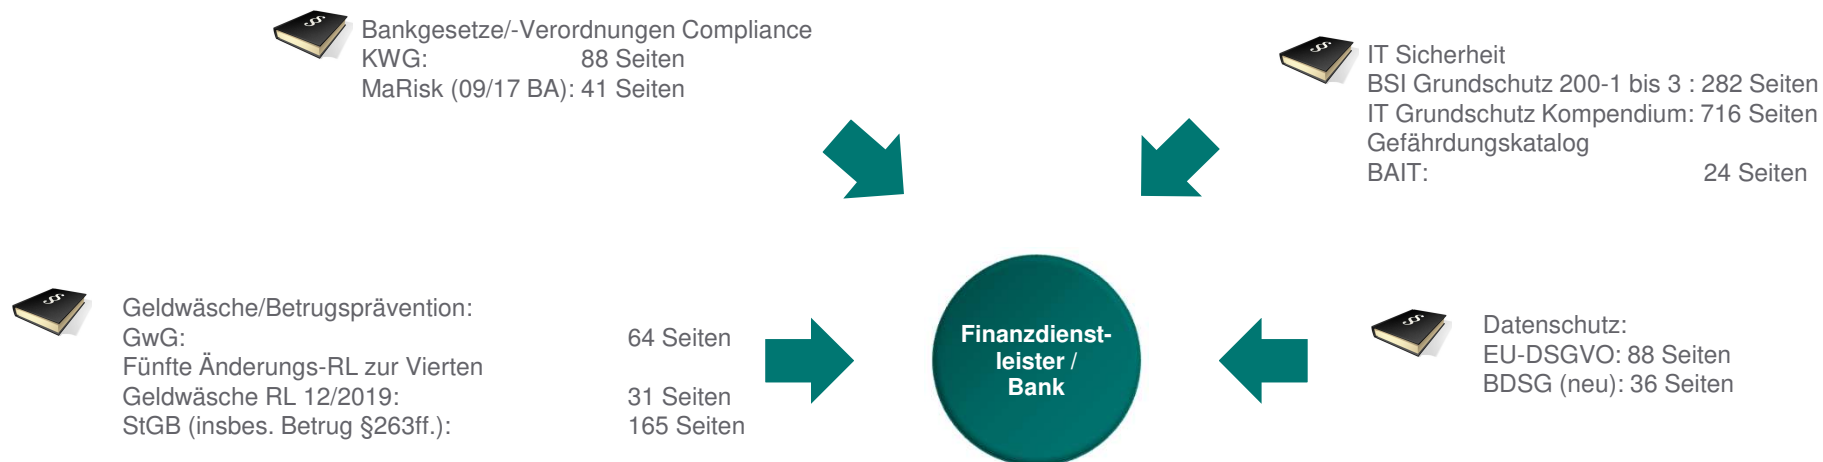 Bankgesetze/-Verordnungen Compliance
KWG: 88 Seiten
MaRisk (09/17 BA): 41 Seiten
IT Sicherheit
BSI Grundschutz 200-1 bis 3 : 282 Seiten
IT Grundschutz Kompendium: 716 Seiten
Gefährdungskatalog
BAIT: 24 Seiten
Geldwäsche/Betrugsprävention:
GwG: 64 Seiten
Fünfte Änderungs-RL zur Vierten
Geldwäsche RL 12/2019: 31 Seiten
StGB (insbes. Betrug §263ff.): 165 Seiten
Finanzdienst-
leister /
Bank
Datenschutz:
EU-DSGVO: 88 Seiten
BDSG (neu): 36 Seiten
§
§
§
§